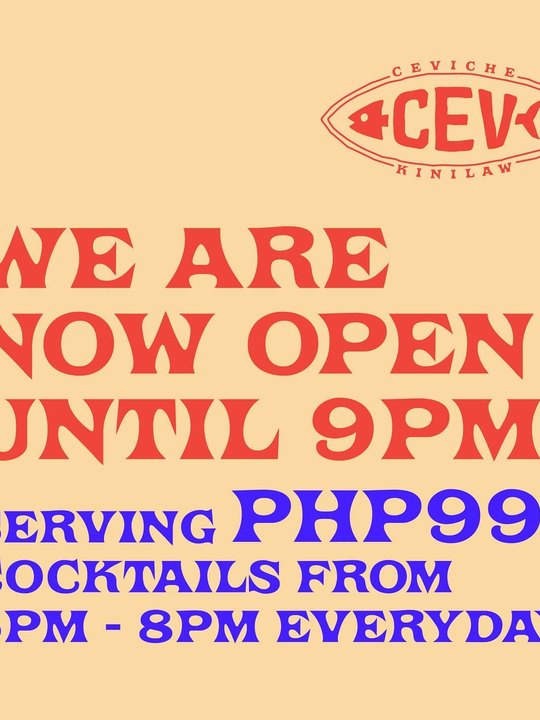 CEVICHE
CEV
KINILAW
WE ARE
NOW OPEN
UNTIL 9PM
SERVING PHP99
COCKTAILS FROM
PM - 8PM EVERYDAY